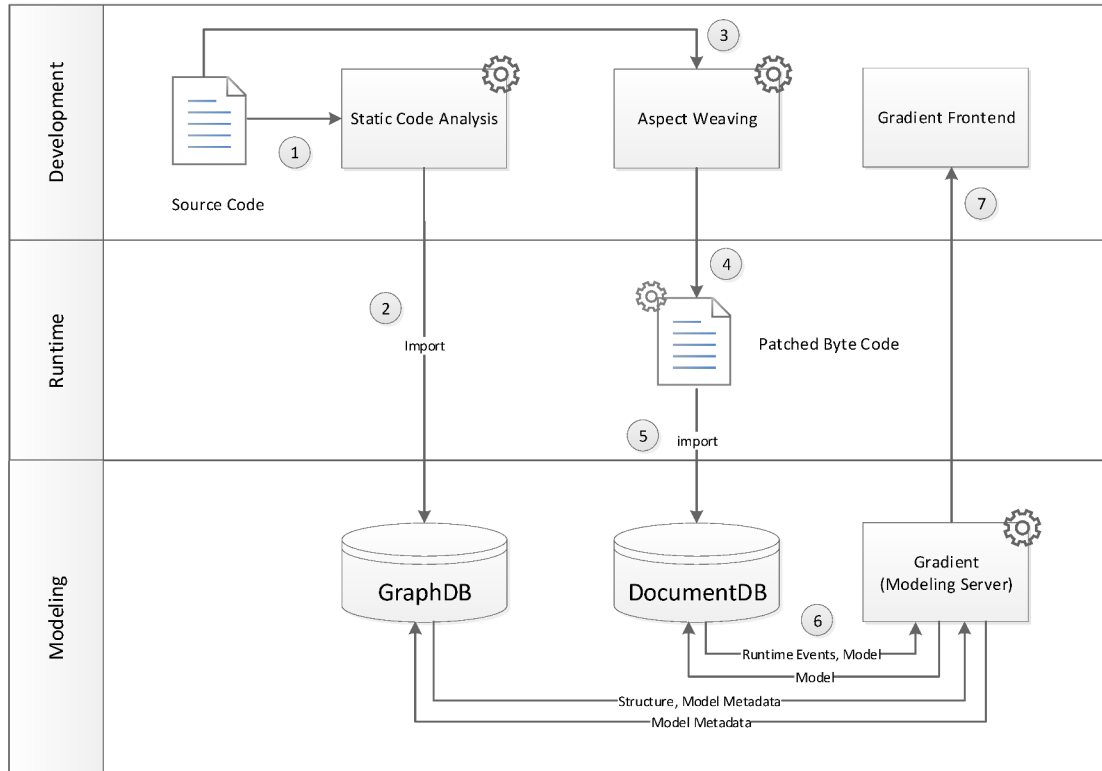 Development
3
Static Code Analysis
Aspect Weaving
Gradient Frontend
1
Source Code
7
Runtime
4
2
Import
Patched Byte Code
5
import
Modeling
GraphDB
DocumentDB
Gradient
(Modeling Server)
6
Runtime Events, Model
Model
Structure, Model Metadata
Model Metadata